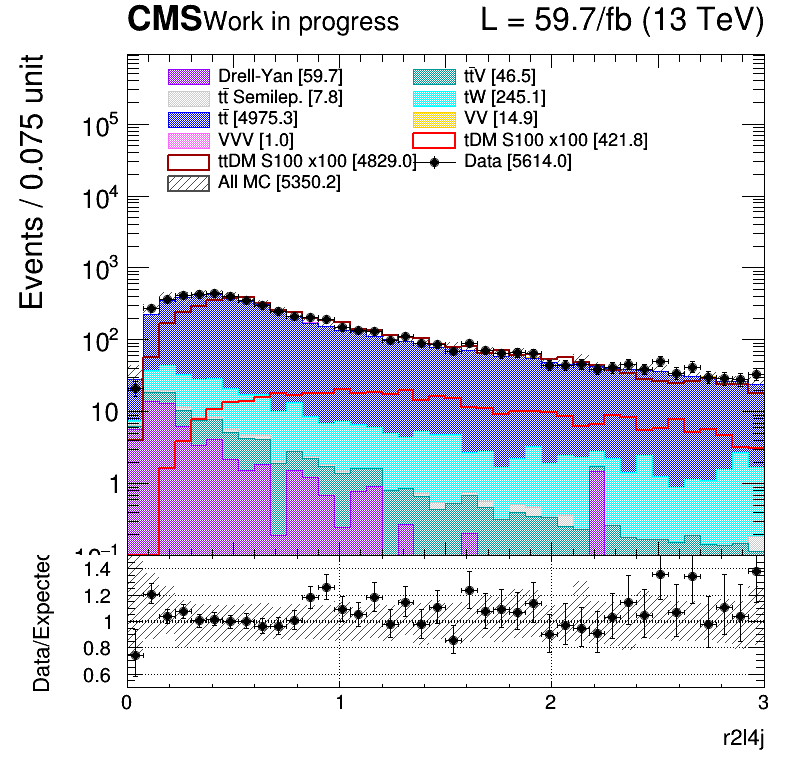 CMS Work in progress L = 59.7/fb (13 TeV)
Events / 0.075 unit
Drell-Yan [59.7] tt̄V [46.5]
tt̄ Semilep. [7.8] tW [245.1]
tt̄ [4975.3] VV [14.9]
VVV [1.0] tDM S100 x100 [421.8]
ttDM S100 x100 [4829.0] Data [5614.0]
All MC [5350.2]
10⁵
10⁴
10³
10²
10
1
10⁻¹
Data/Expected
1.4
1.2
1
0.8
0.6
0 1 2 3
r2l4j